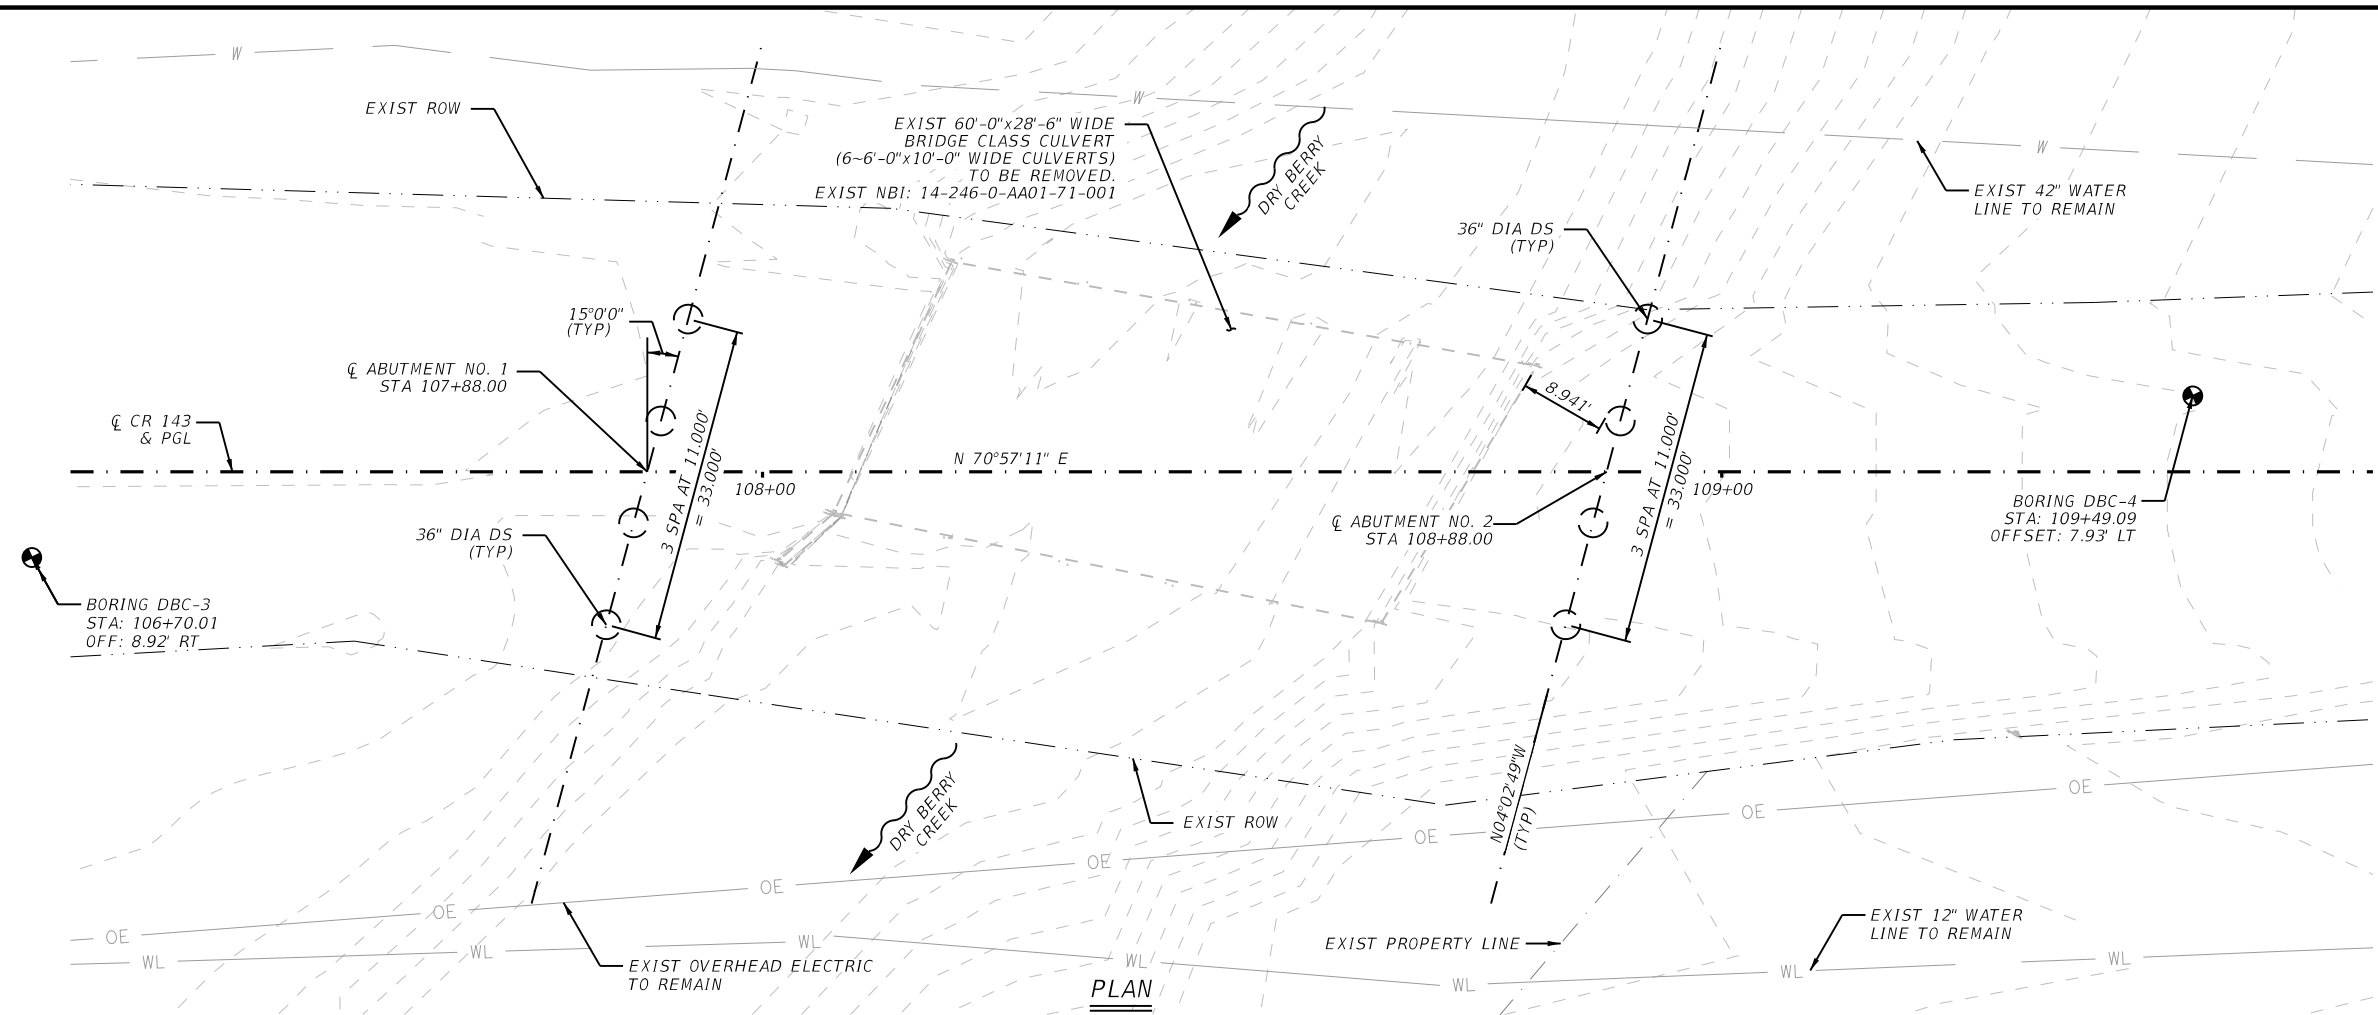 W
EXIST ROW
W
EXIST 60'-0"x28'-6" WIDE
BRIDGE CLASS CULVERT
(6~6'-0"x10'-0" WIDE CULVERTS)
TO BE REMOVED.
EXIST NBI: 14-246-0-AA01-71-001
DRY BERRY
CREEK
W
EXIST 42" WATER
LINE TO REMAIN
36" DIA DS
(TYP)
15°0'0"
(TYP)
℄ ABUTMENT NO. 1
STA 107+88.00
℄ CR 143
& PGL
3 SPA AT 11.000'
= 33.000'
108+00
N 70°57'11" E
8.941'
3 SPA AT 11.000'
= 33.000'
109+00
℄ ABUTMENT NO. 2
STA 108+88.00
BORING DBC-4
STA: 109+49.09
OFFSET: 7.93' LT
36" DIA DS
(TYP)
BORING DBC-3
STA: 106+70.01
OFF: 8.92' RT
DRY BERRY
CREEK
EXIST ROW
N04°02'49"W
(TYP)
OE
OE
OE
OE
OE
OE
OE
WL
WL
WL
WL
WL
WL
WL
EXIST OVERHEAD ELECTRIC
TO REMAIN
EXIST PROPERTY LINE
EXIST 12" WATER
LINE TO REMAIN
PLAN